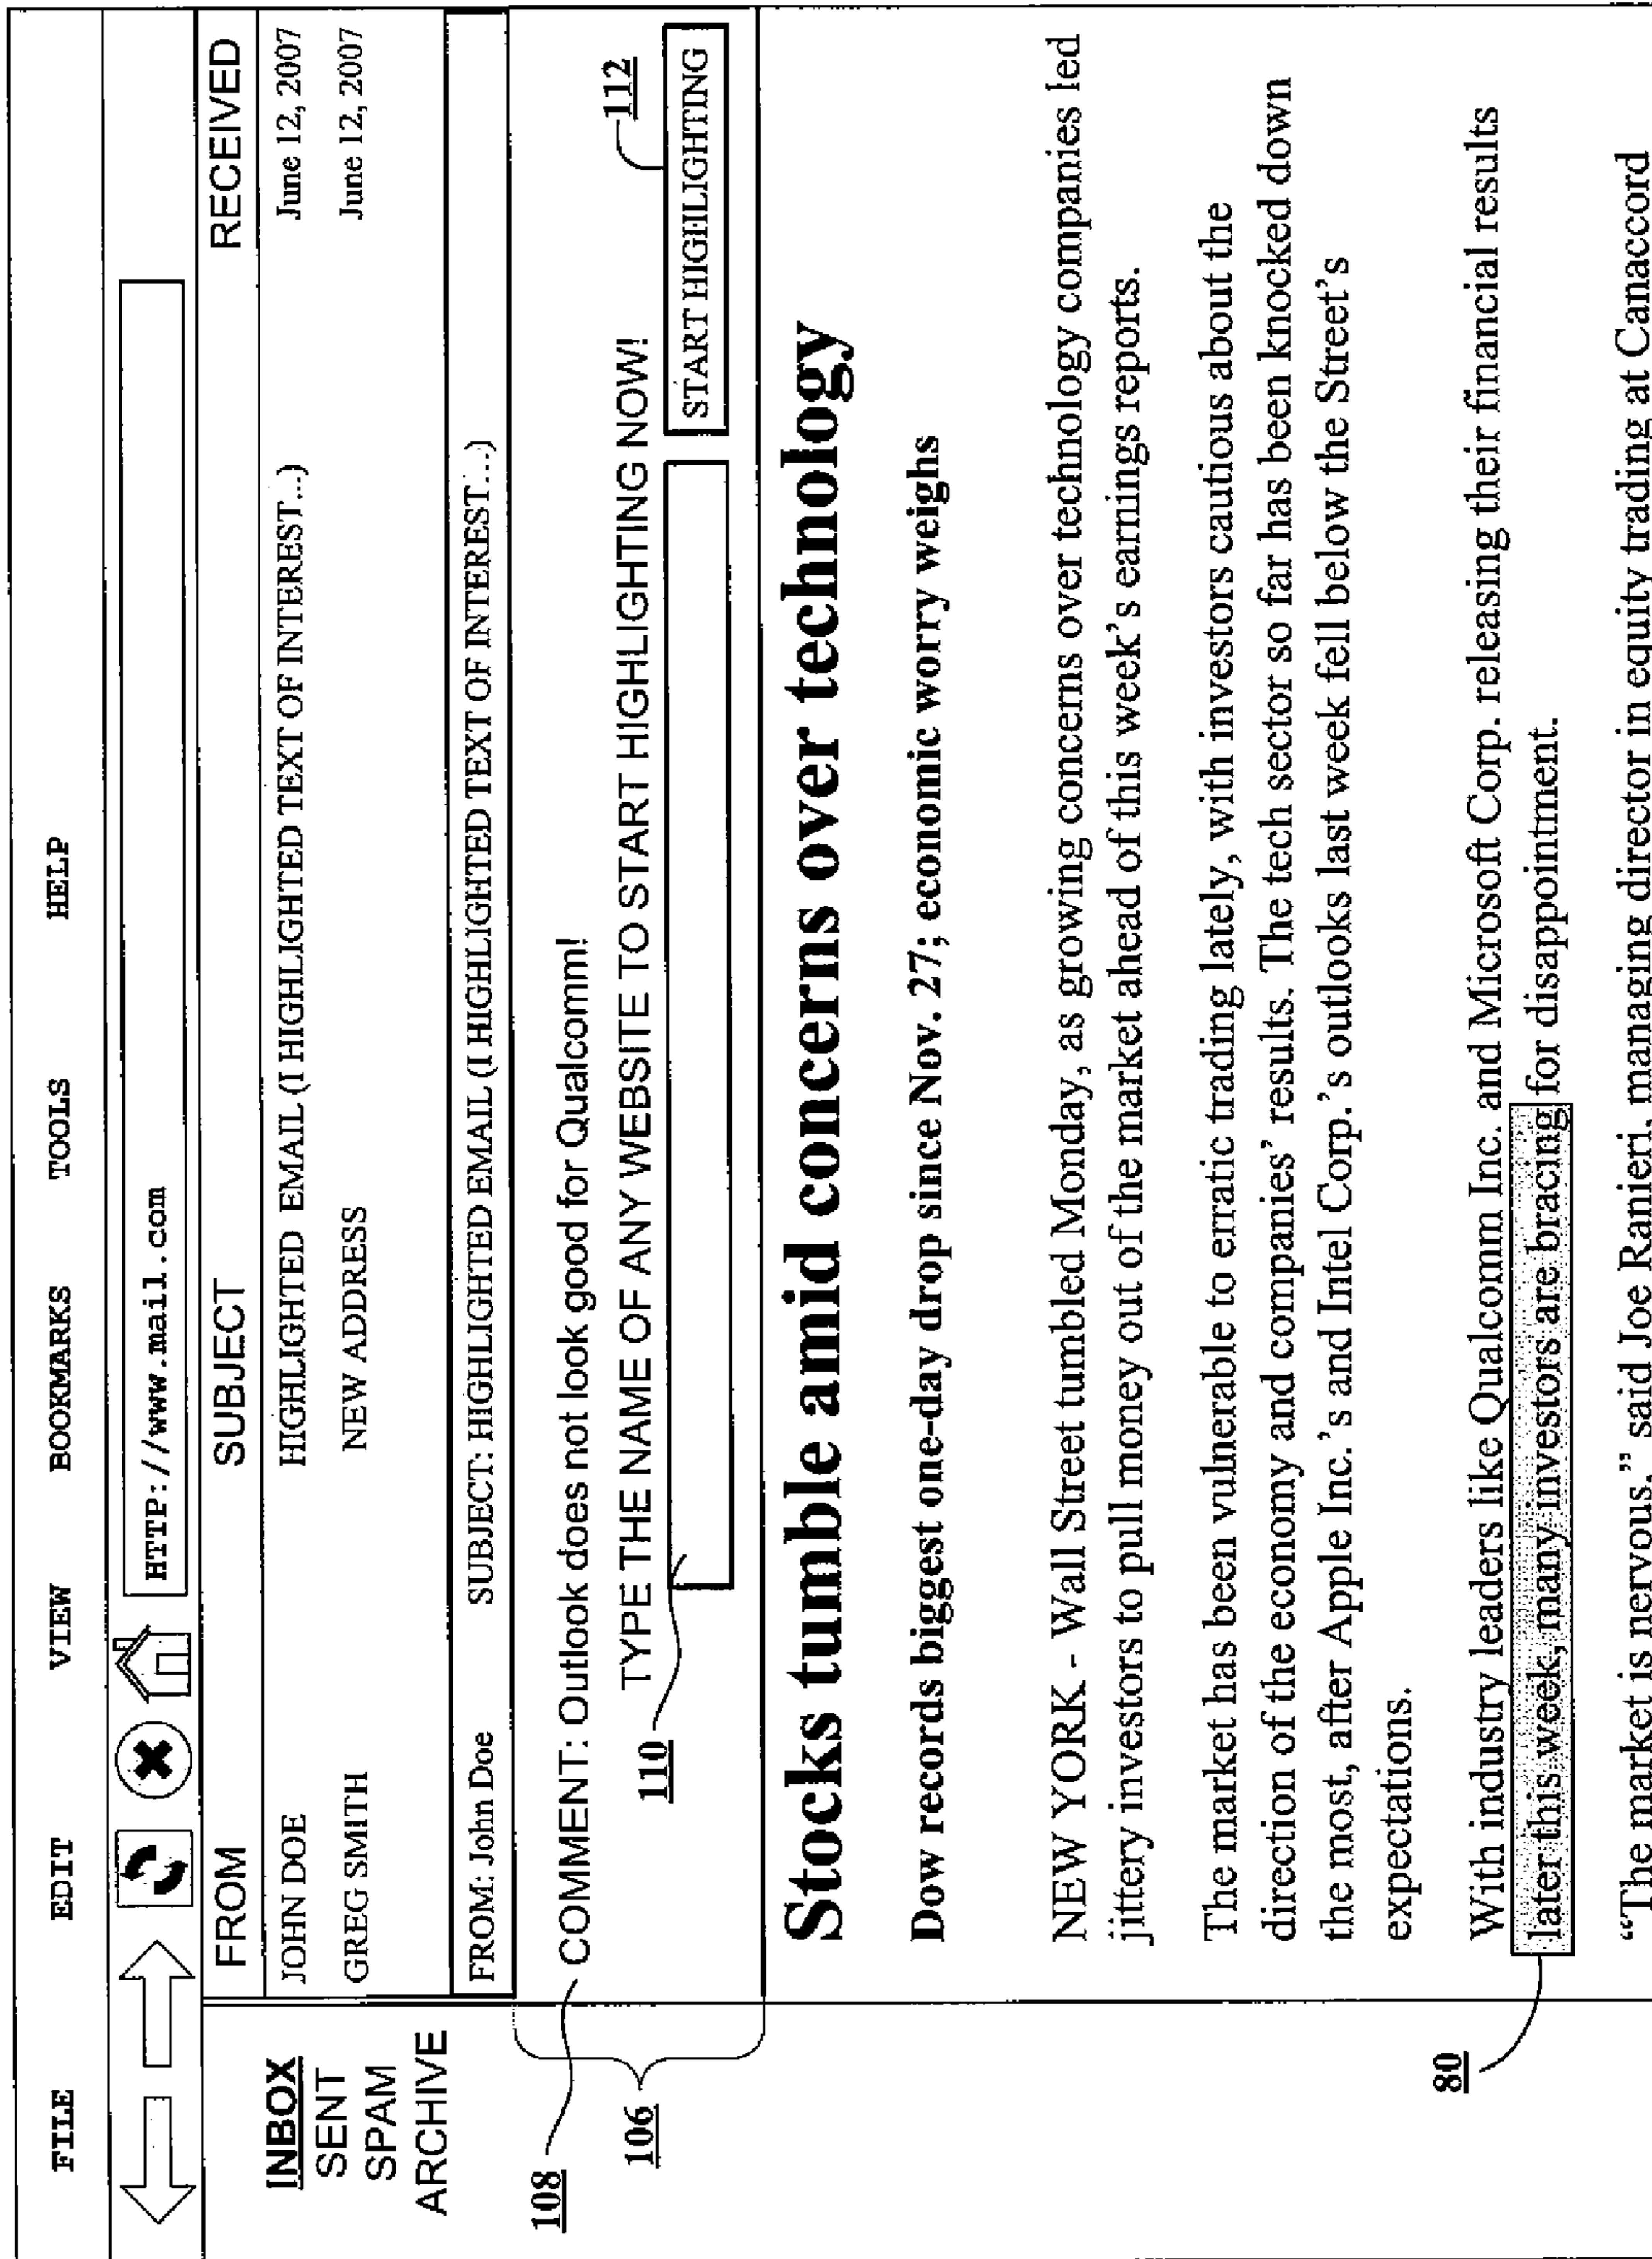 FILE EDIT VIEW BOOKMARKS TOOLS HELP
HTTP://www.mail.com
FROM SUBJECT RECEIVED
INBOX
SENT
SPAM
ARCHIVE
JOHN DOE HIGHLIGHTED EMAIL (I HIGHLIGHTED TEXT OF INTEREST...) June 12, 2007
GREG SMITH NEW ADDRESS June 12, 2007
FROM: John Doe SUBJECT: HIGHLIGHTED EMAIL (I HIGHLIGHTED TEXT OF INTEREST...)
108
COMMENT: Outlook does not look good for Qualcomm!
106
110
TYPE THE NAME OF ANY WEBSITE TO START HIGHLIGHTING NOW!
112
START HIGHLIGHTING
Stocks tumble amid concerns over technology
Dow records biggest one-day drop since Nov. 27; economic worry weighs
NEW YORK - Wall Street tumbled Monday, as growing concerns over technology companies led
jittery investors to pull money out of the market ahead of this week's earnings reports.
The market has been vulnerable to erratic trading lately, with investors cautious about the
direction of the economy and companies' results. The tech sector so far has been knocked down
the most, after Apple Inc.'s and Intel Corp.'s outlooks last week fell below the Street's
expectations.
80
With industry leaders like Qualcomm Inc. and Microsoft Corp. releasing their financial results
later this week, many investors are bracing for disappointment.
“The market is nervous,” said Joe Ranieri, managing director in equity trading at Canaccord